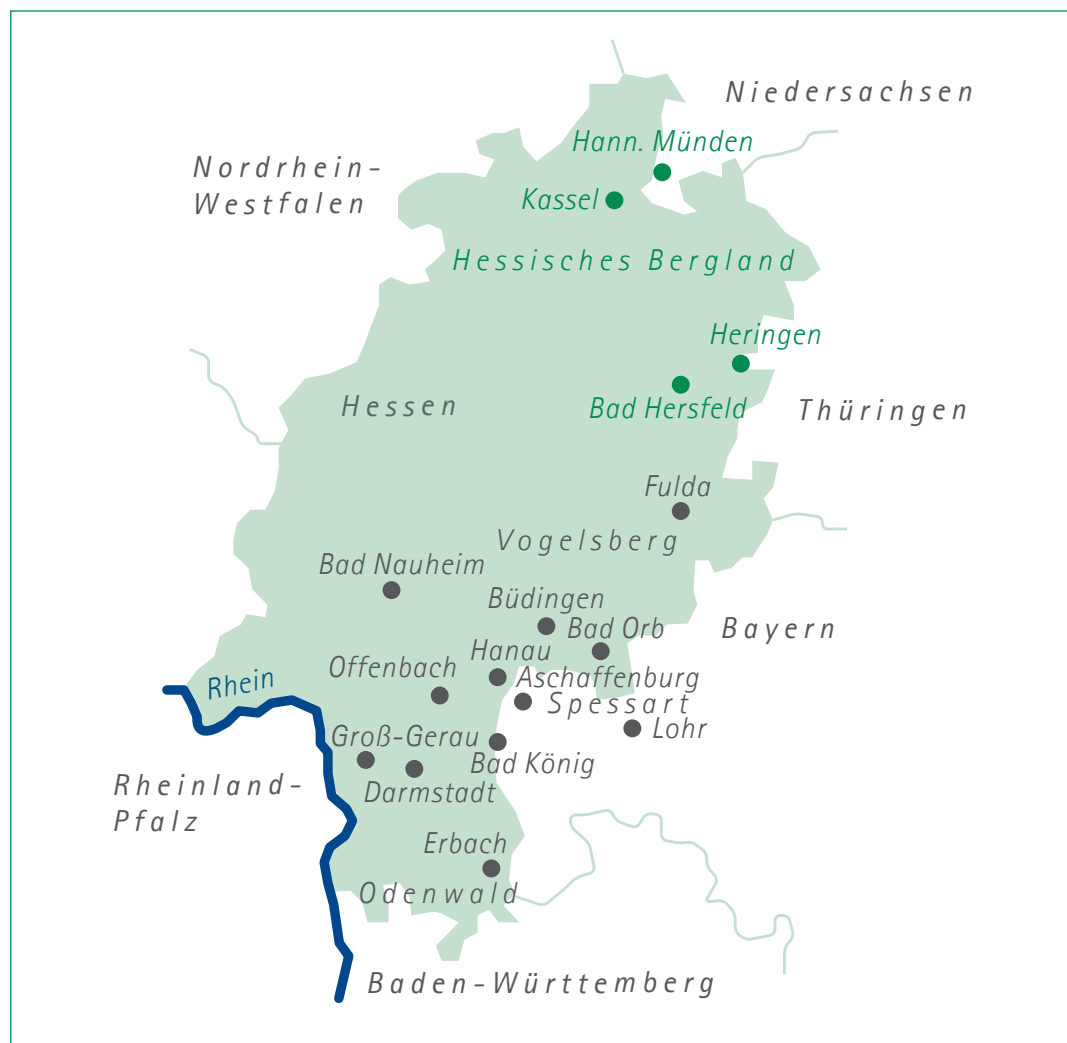 Niedersachsen
Hann. Münden
Nordrhein-
Westfalen
Kassel
Hessisches Bergland
Heringen
Hessen
Bad Hersfeld
Thüringen
Fulda
Vogelsberg
Bad Nauheim
Büdingen
Bad Orb
Bayern
Hanau
Offenbach
Aschaffenburg
Rhein
Spessart
Lohr
Groß-Gerau
Bad König
Rheinland-
Pfalz
Darmstadt
Erbach
Odenwald
Baden-Württemberg